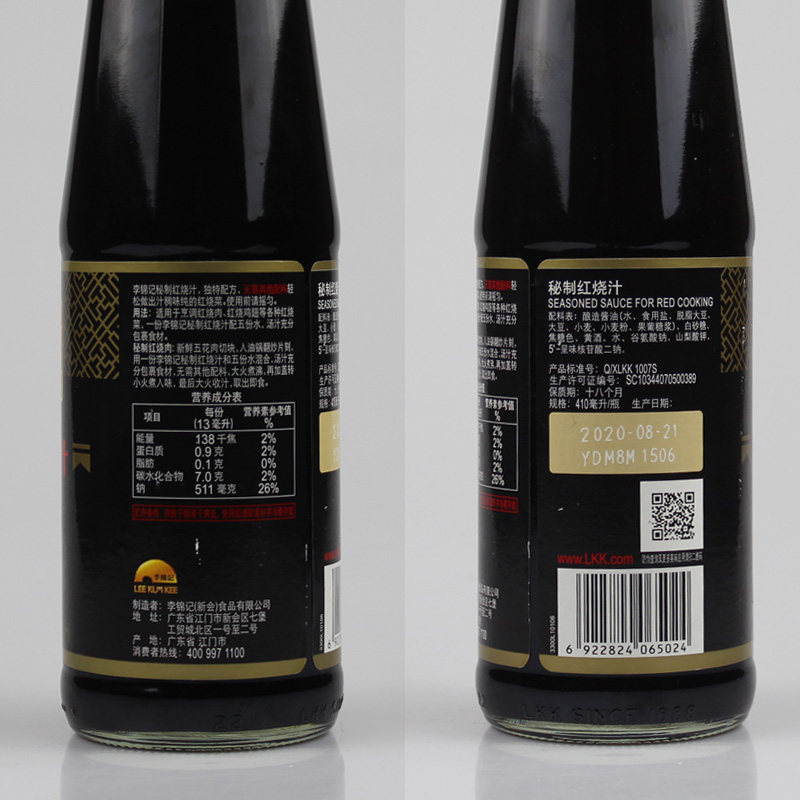 李锦记秘制红烧汁，独特配方，无需其他配料轻
松做出汁稠味纯的红烧菜。使用前请摇匀。
用法：适用于烹调红烧肉、红烧鸡翅等各种红烧
菜，一份李锦记秘制红烧汁配五份水，汤汁充分
包裹食材。
秘制红烧肉：新鲜五花肉切块，入油锅翻炒片刻，
用一份李锦记秘制红烧汁和五份水混合，汤汁充
分包裹食材，无需其他配料，大火煮沸，再加盖转
小火煮入味，最后大火收汁，取出即食。
营养成分表
项目 每份 (13毫升) 营养素参考值 %
能量 138千焦 2%
蛋白质 0.9克 2%
脂肪 0.1克 0%
碳水化合物 7.0克 2%
钠 511毫克 26%
李锦记
LEE KUM KEE
制造者：李锦记(新会)食品有限公司
地 址：广东省江门市新会区七堡
工贸城北区一号至二号
产 地：广东省 江门市
消费者热线：400 997 1100
3300L10106
秘制红烧汁
SEASONED SAUCE FOR RED COOKING
配料表：酿造酱油(水、食用盐、脱脂大豆、
大豆、小麦、小麦粉、果葡糖浆)、白砂糖、
焦糖色、黄酒、水、谷氨酸钠、山梨酸钾、
5'-呈味核苷酸二钠。
产品标准号：Q/XLKK 1007S
生产许可证编号：SC10344070500389
保质期：十八个月
规格：410毫升/瓶 生产日期：
2020-08-21
YDM8M 1506
www.LKK.com
3300L10106
6 922824 065024
LKK SINCE 1888